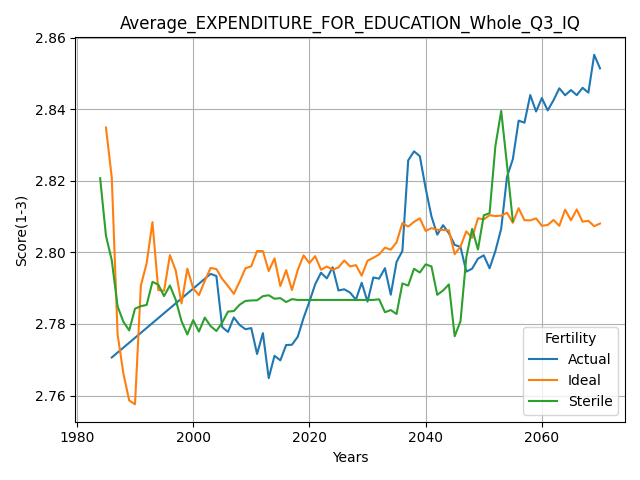 Average_EXPENDITURE_FOR_EDUCATION_Whole_Q3_IQ
2.86
2.84
2.82
2.80
2.78
2.76
Score(1-3)
1980
2000
2020
2040
2060
Years
Fertility
Actual
Ideal
Sterile